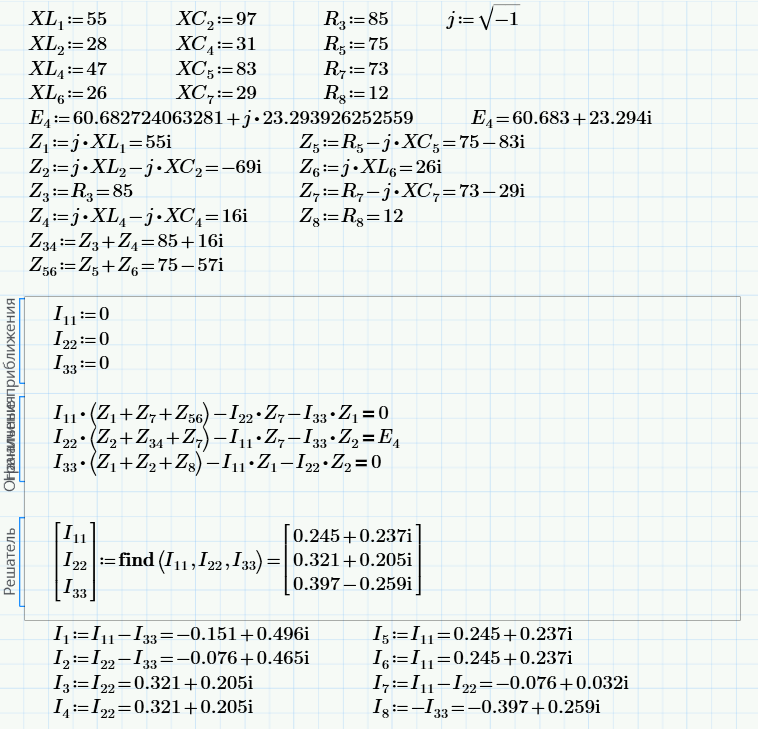 XL₁:=55 XC₂:=97 R₃:=85 j:=√−1
XL₂:=28 XC₄:=31 R₅:=75
XL₄:=47 XC₅:=83 R₇:=73
XL₆:=26 XC₇:=29 R₈:=12
E₄:=60.682724063281+j·23.293926252559 E₄=60.683+23.294i
Z₁:=j·XL₁=55i Z₅:=R₅−j·XC₅=75−83i
Z₂:=j·XL₂−j·XC₂=−69i Z₆:=j·XL₆=26i
Z₃:=R₃=85 Z₇:=R₇−j·XC₇=73−29i
Z₄:=j·XL₄−j·XC₄=16i Z₈:=R₈=12
Z₃₄:=Z₃+Z₄=85+16i
Z₅₆:=Z₅+Z₆=75−57i
I₁₁:=0
I₂₂:=0
I₃₃:=0
I₁₁·(Z₁+Z₇+Z₅₆)−I₂₂·Z₇−I₃₃·Z₁=0
I₂₂·(Z₂+Z₃₄+Z₇)−I₁₁·Z₇−I₃₃·Z₂=E₄
I₃₃·(Z₁+Z₂+Z₈)−I₁₁·Z₁−I₂₂·Z₂=0
Решатель
[I₁₁ I₂₂ I₃₃]:=find(I₁₁,I₂₂,I₃₃)=[0.245+0.237i 0.321+0.205i 0.397−0.259i]
I₁:=I₁₁−I₃₃=−0.151+0.496i I₅:=I₁₁=0.245+0.237i
I₂:=I₂₂−I₃₃=−0.076+0.465i I₆:=I₁₁=0.245+0.237i
I₃:=I₂₂=0.321+0.205i I₇:=I₁₁−I₂₂=−0.076+0.032i
I₄:=I₂₂=0.321+0.205i I₈:=−I₃₃=−0.397+0.259i